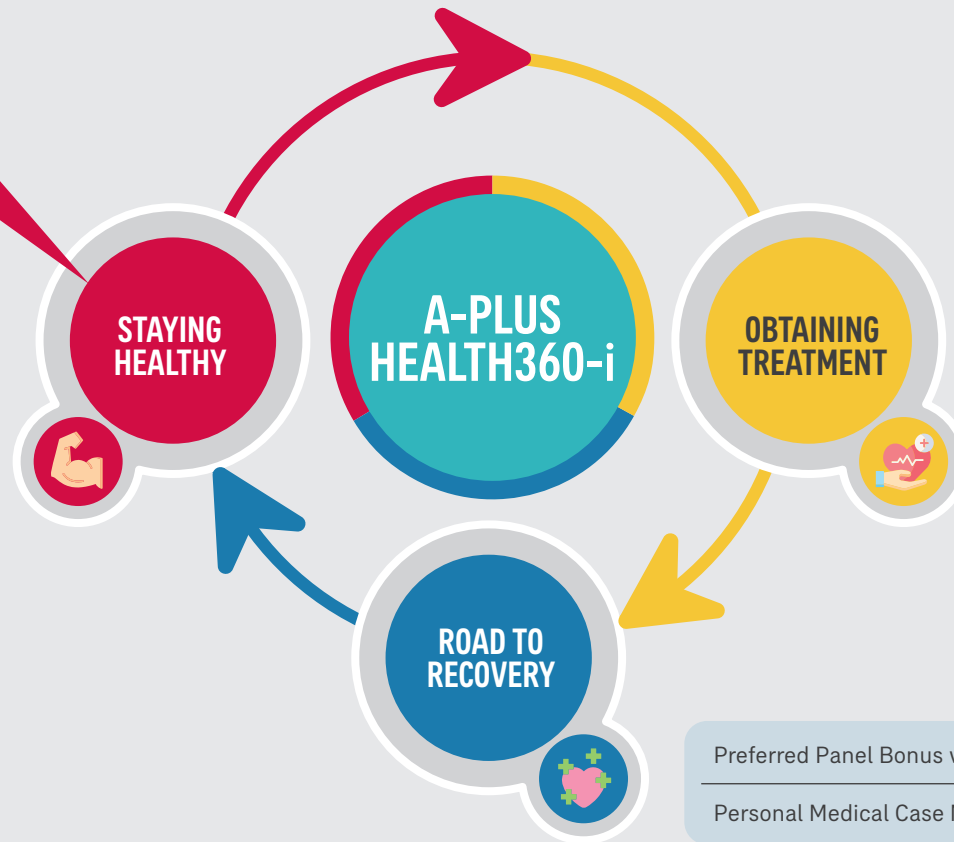 A-PLUS
HEALTH360-i
STAYING
HEALTHY
OBTAINING
TREATMENT
ROAD TO
RECOVERY
Preferred Panel Bonus
Personal Medical Case